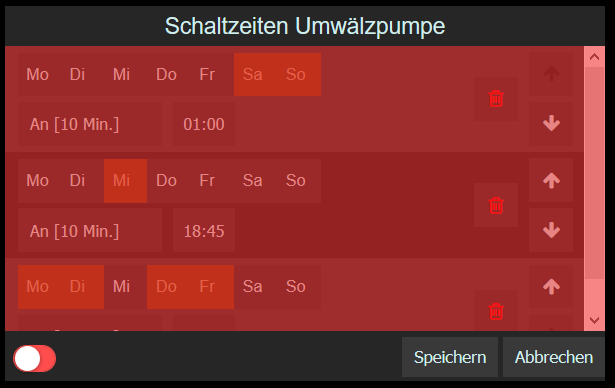 Schaltzeiten Umwälzpumpe
Mo Di Mi Do Fr Sa So
An [10 Min.] 01:00
Mo Di Mi Do Fr Sa So
An [10 Min.] 18:45
Mo Di Mi Do Fr Sa So
Speichern Abbrechen